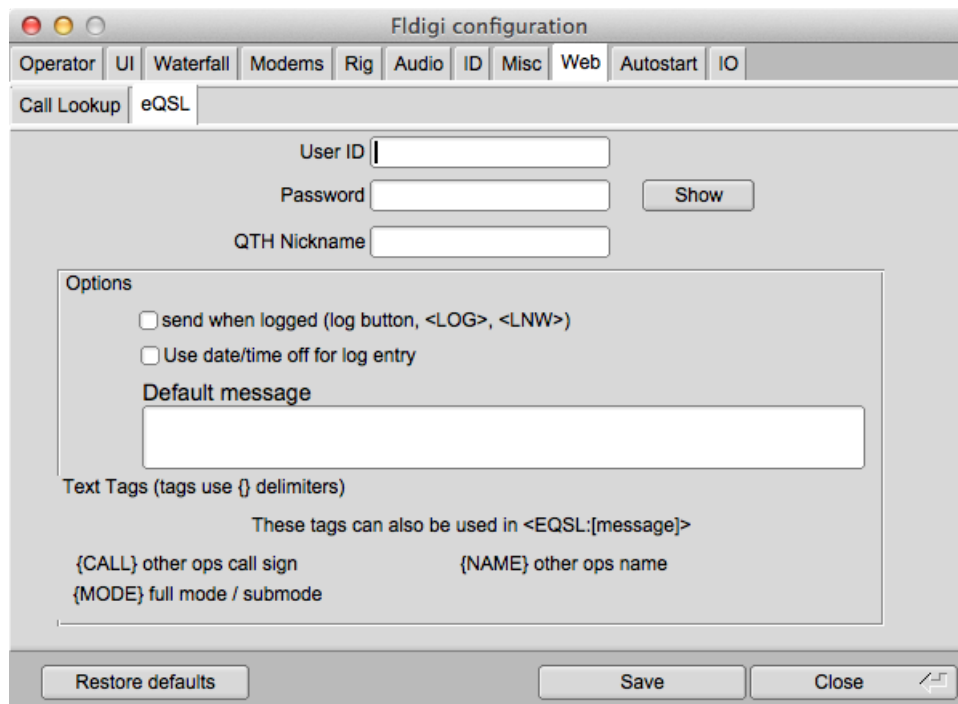 Fldigi configuration
Operator UI Waterfall Modems Rig Audio ID Misc Web Autostart IO
Call Lookup eQSL
User ID
Password Show
QTH Nickname
Options
send when logged (log button, <LOG>, <LNW>)
Use date/time off for log entry
Default message
Text Tags (tags use {} delimiters)
These tags can also be used in <EQSL:[message]>
{CALL} other ops call sign {NAME} other ops name
{MODE} full mode / submode
Restore defaults Save Close